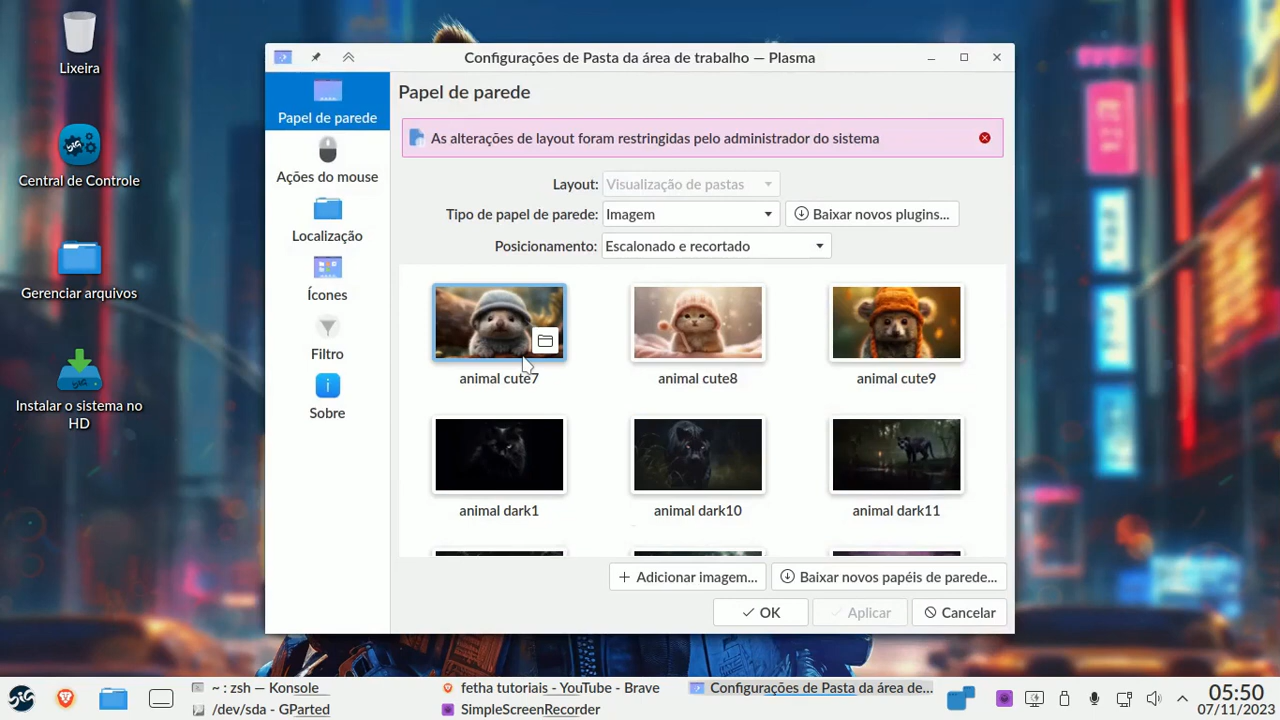 Lixeira
Central de Controle
Gerenciar arquivos
Instalar o sistema no
HD
Configurações de Pasta da área de trabalho — Plasma
Papel de parede
Ações do mouse
Localização
Ícones
Filtro
Sobre
Papel de parede
As alterações de layout foram restringidas pelo administrador do sistema
Layout: Visualização de pastas
Tipo de papel de parede: Imagem Baixar novos plugins...
Posicionamento: Escalonado e recortado
animal cute7 animal cute8 animal cute9
animal dark1 animal dark10 animal dark11
Adicionar imagem... Baixar novos papéis de parede...
OK Aplicar Cancelar
~ : zsh — Konsole fetha tutoriais - YouTube - Brave Configurações de Pasta da área de...
/dev/sda - GParted SimpleScreenRecorder
05:50
07/11/2023